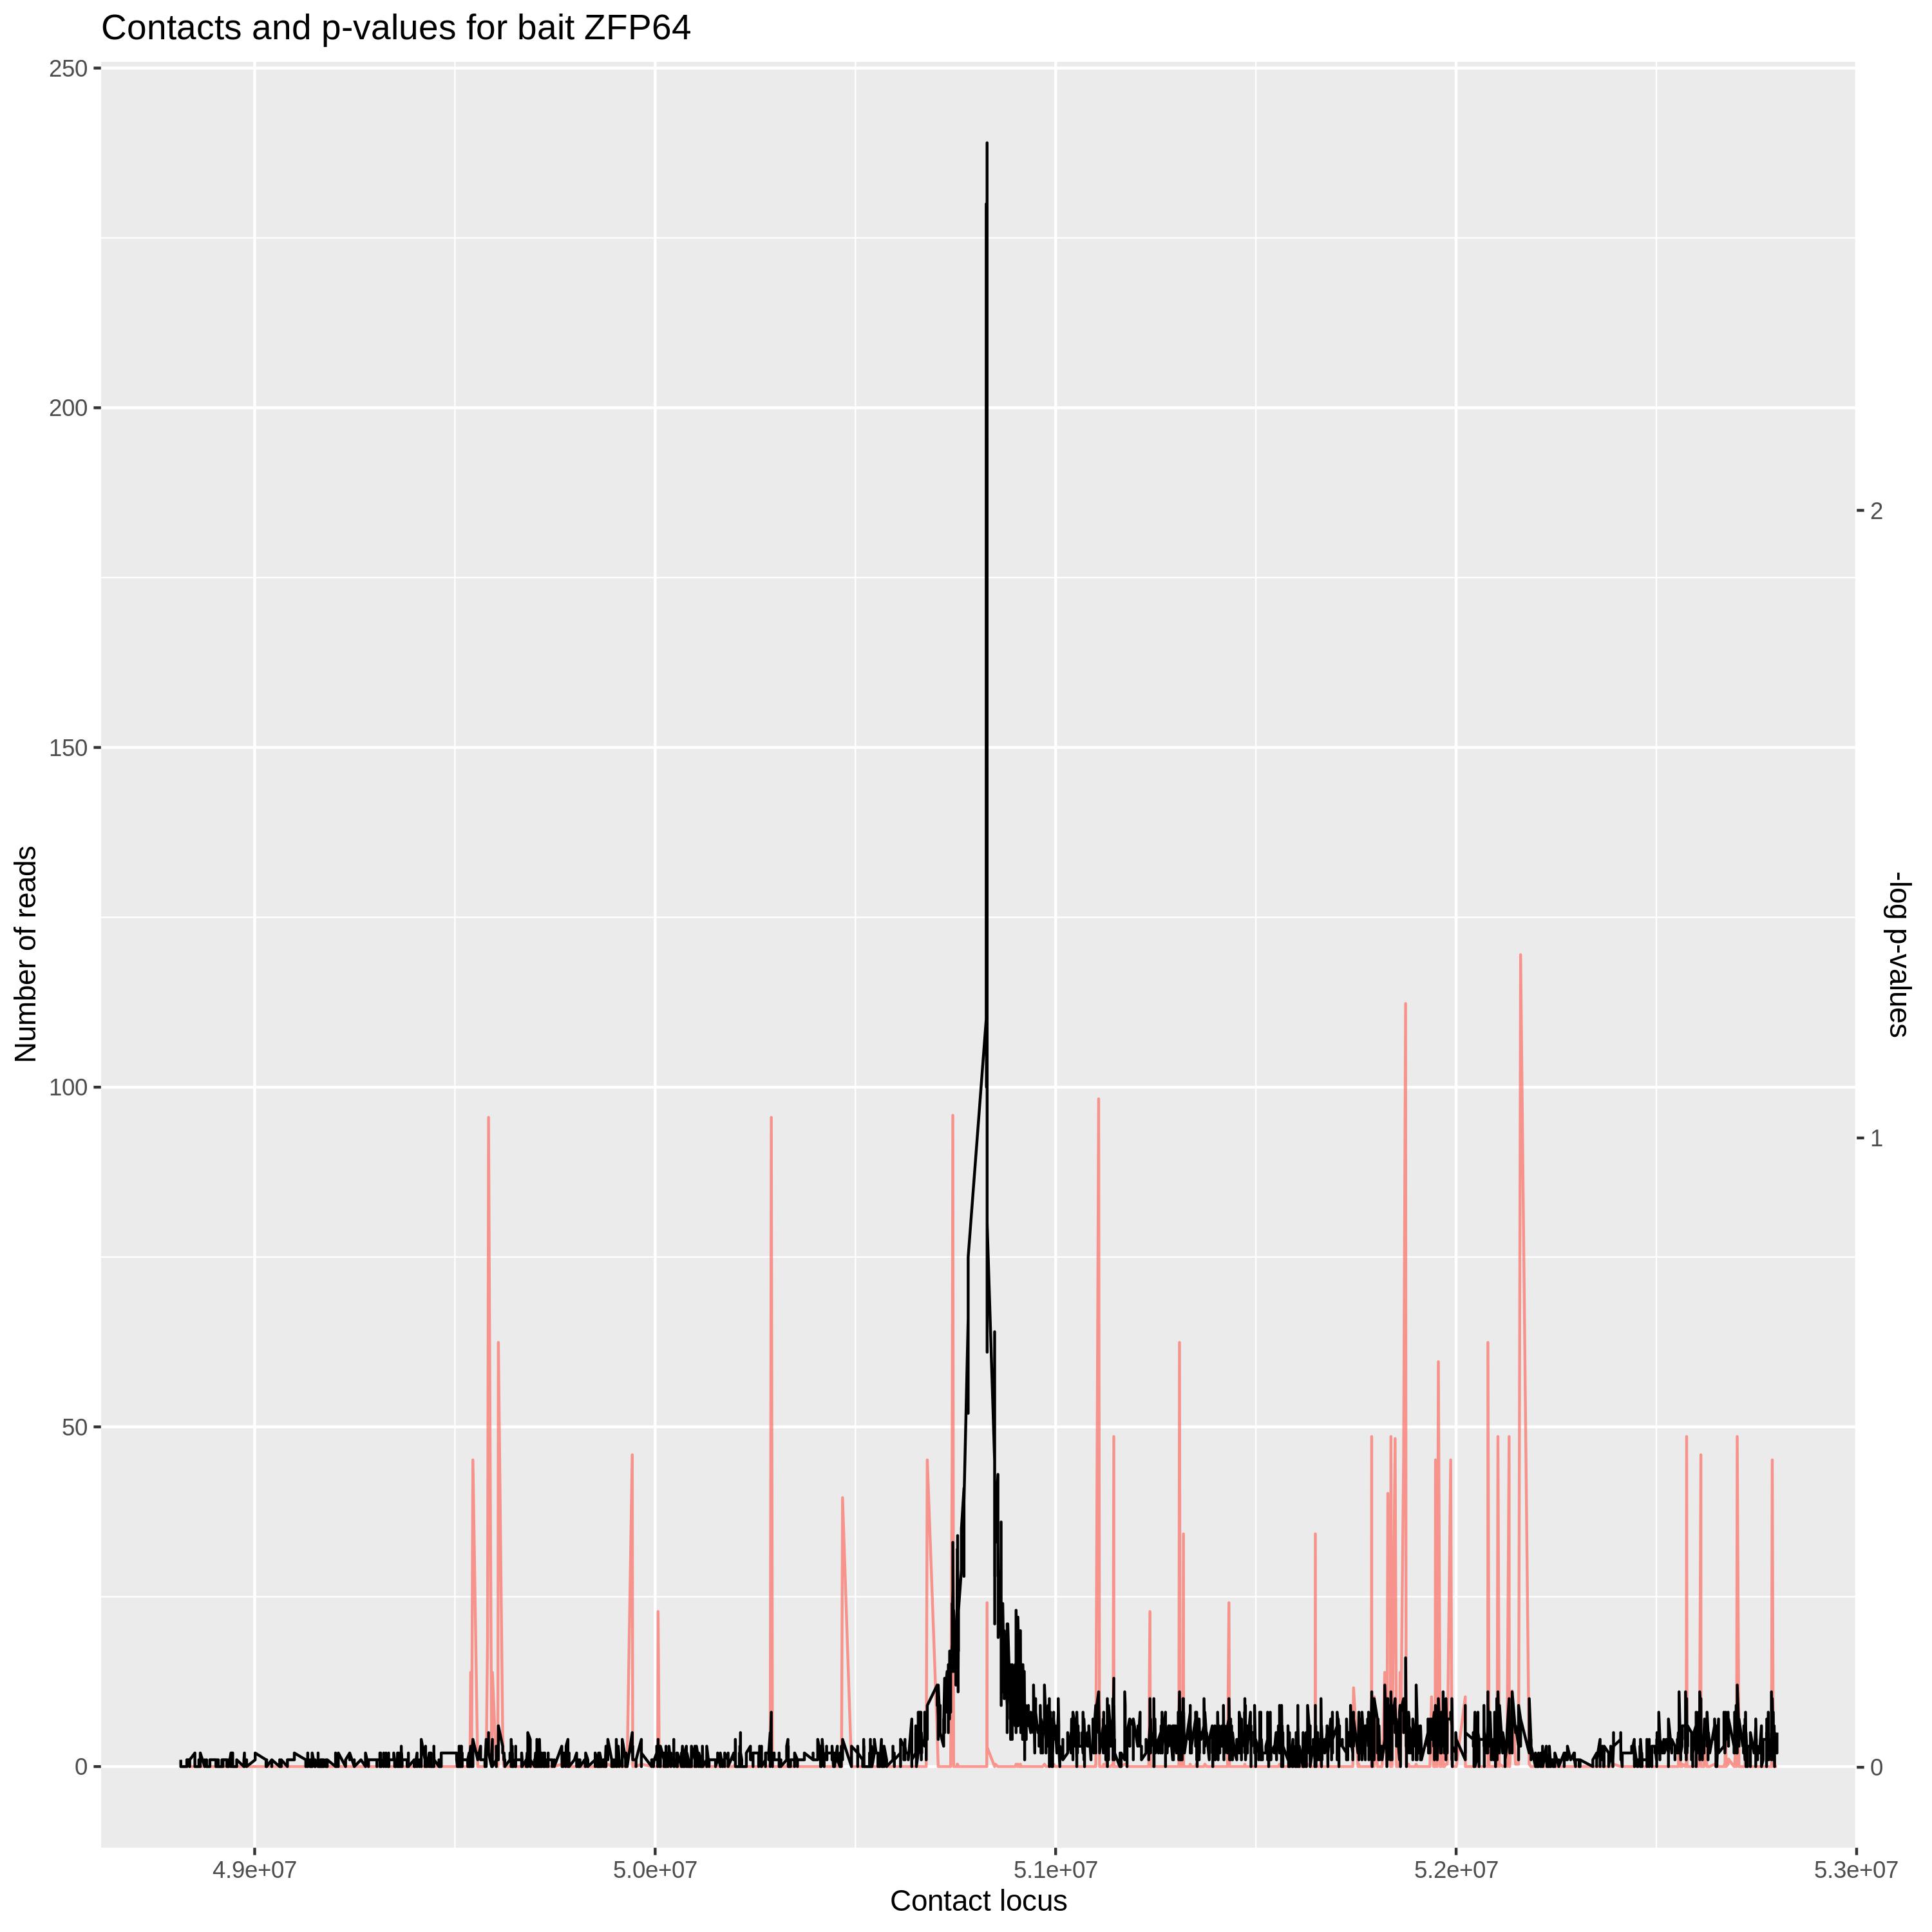 Contacts and p-values for bait ZFP64
250
200
150
100
50
0
Number of reads
2
1
0
-log p-values
4.9e+07 5.0e+07 5.1e+07 5.2e+07 5.3e+07
Contact locus